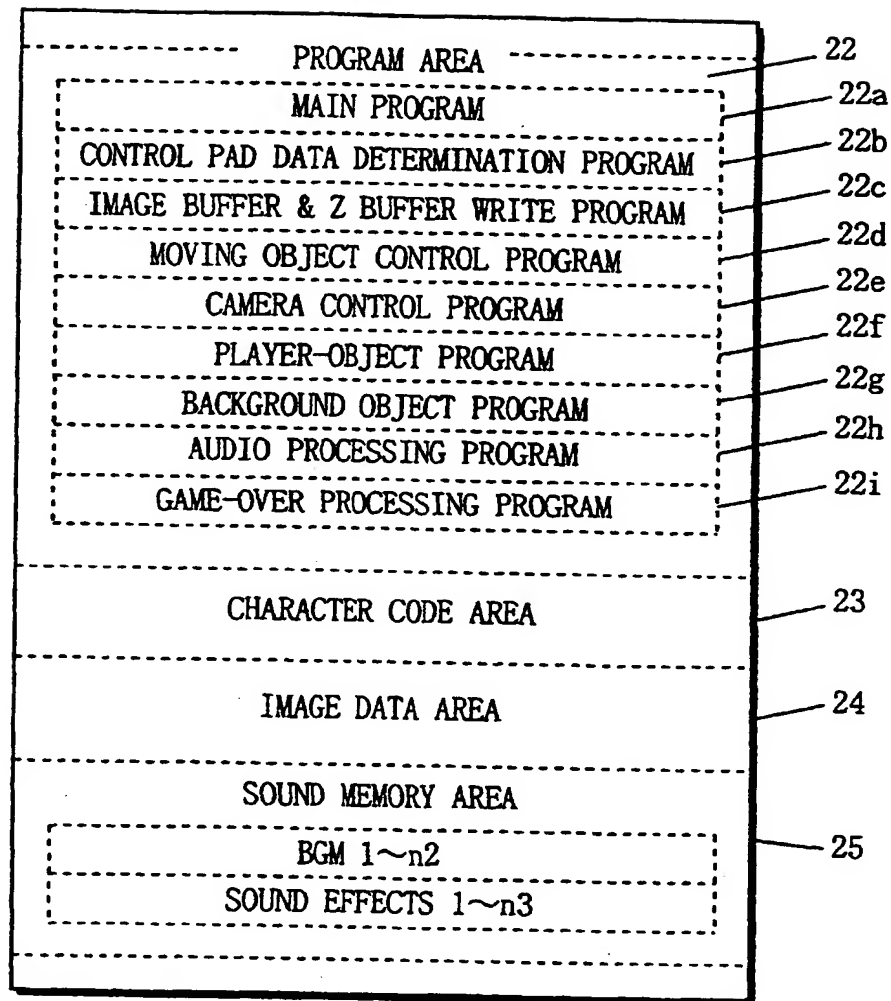 PROGRAM AREA 22
MAIN PROGRAM 22a
CONTROL PAD DATA DETERMINATION PROGRAM 22b
IMAGE BUFFER & Z BUFFER WRITE PROGRAM 22c
MOVING OBJECT CONTROL PROGRAM 22d
CAMERA CONTROL PROGRAM 22e
PLAYER-OBJECT PROGRAM 22f
BACKGROUND OBJECT PROGRAM 22g
AUDIO PROCESSING PROGRAM 22h
GAME-OVER PROCESSING PROGRAM 22i
CHARACTER CODE AREA 23
IMAGE DATA AREA 24
SOUND MEMORY AREA
BGM 1~n2 25
SOUND EFFECTS 1~n3